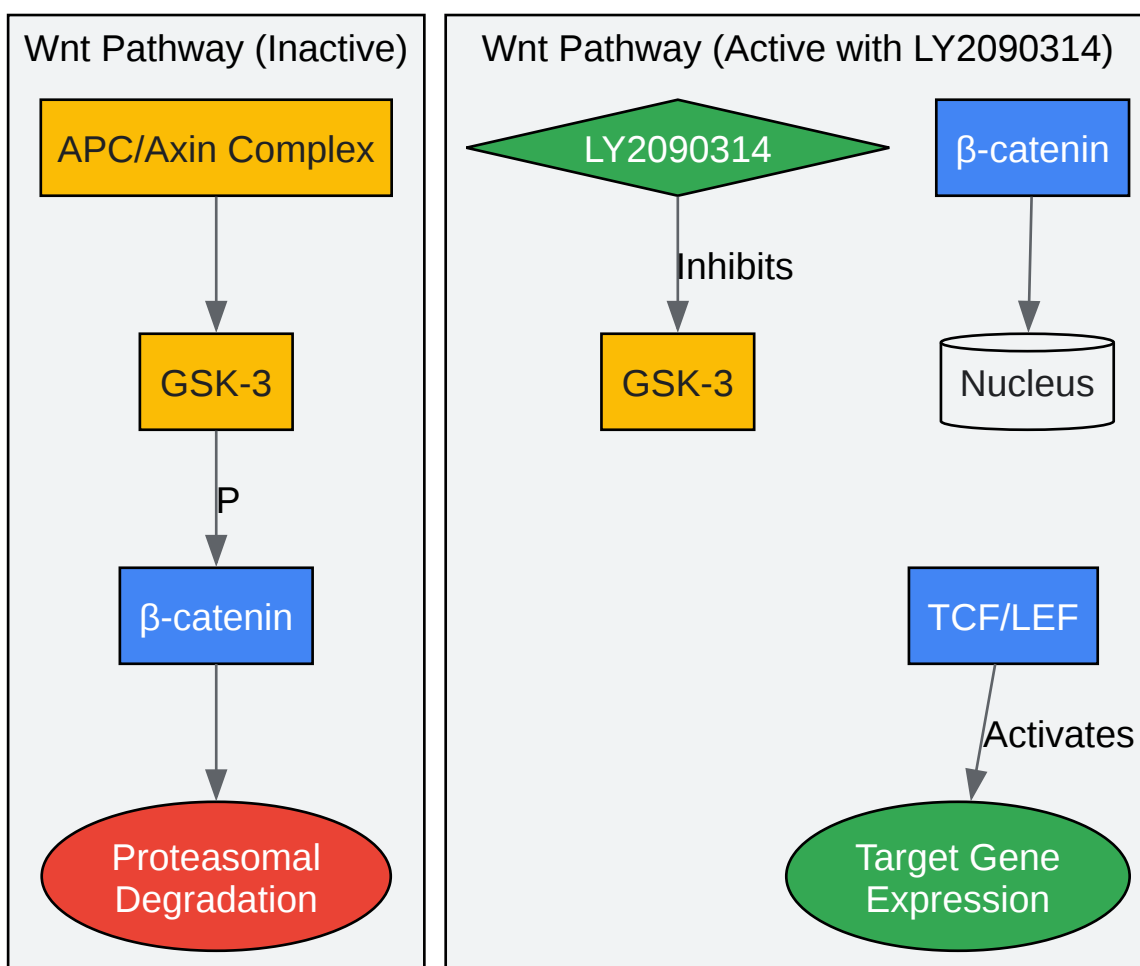 Wnt Pathway (Inactive)
APC/Axin Complex
GSK-3
P
β-catenin
Proteasomal
Degradation
Wnt Pathway (Active with LY2090314)
LY2090314
Inhibits
GSK-3
β-catenin
Nucleus
TCF/LEF
Activates
Target Gene
Expression